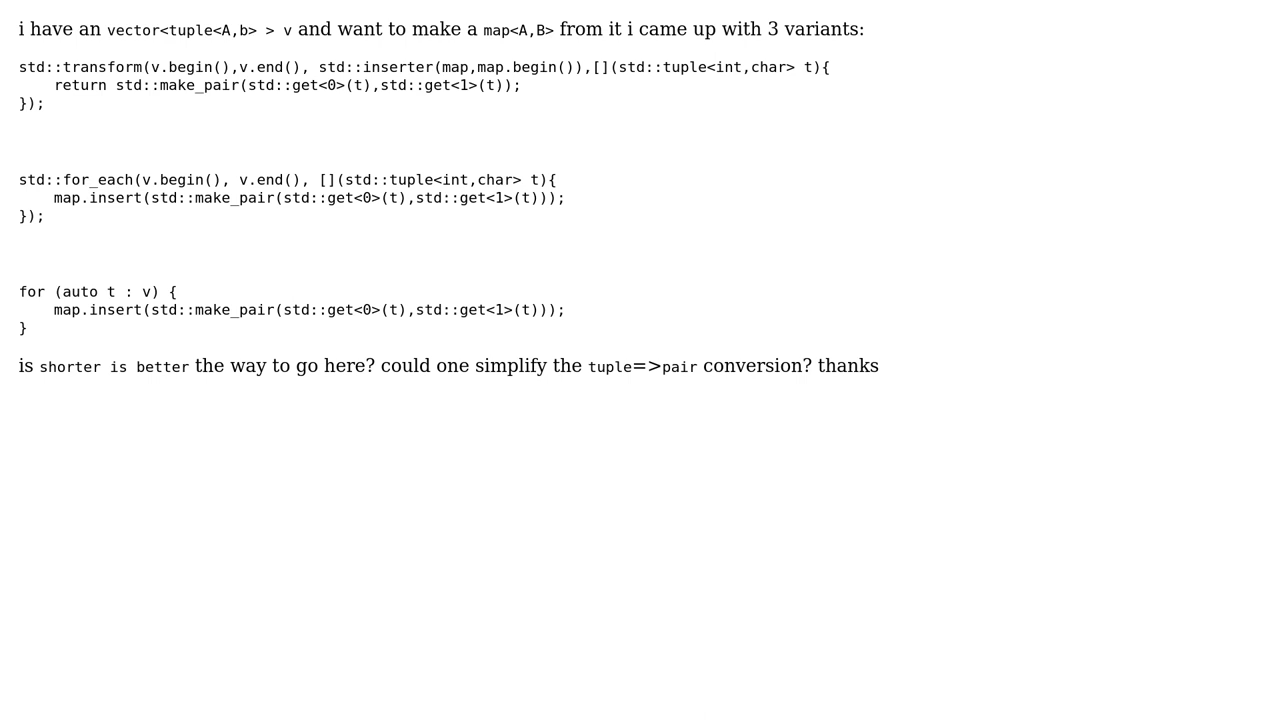 i have an vector<tuple<A,b> > v and want to make a map<A,B> from it i came up with 3 variants:
std::transform(v.begin(),v.end(), std::inserter(map,map.begin()),[](std::tuple<int,char> t){
    return std::make_pair(std::get<0>(t),std::get<1>(t));
});
std::for_each(v.begin(), v.end(), [](std::tuple<int,char> t){
    map.insert(std::make_pair(std::get<0>(t),std::get<1>(t)));
});
for (auto t : v) {
    map.insert(std::make_pair(std::get<0>(t),std::get<1>(t)));
}
is shorter is better the way to go here? could one simplify the tuple=>pair conversion? thanks